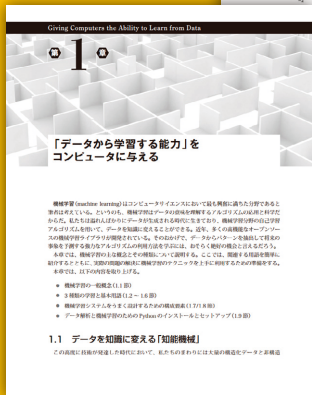 Giving Computers the Ability to Learn from Data
第1章
「データから学習する能力」を
コンピュータに与える
機械学習 (machine learning) はコンピュータサイエンスにおいて最も興味に満ちた分野であると
筆者は考えている。というのも、機械学習はデータの意味を理解するアルゴリズムの応用と科学だ
からだ。私たちは溢れんばかりにデータが生成される時代に生きており、機械学習分野の自己学習
アルゴリズムを用いて、データを知識に変えることができる。近年、多くの高機能なオープンソー
スの機械学習ライブラリが開発されている。そのおかげで、データからパターンを抽出して将来の
事象を予測する強力なアルゴリズムの利用方法を学ぶには、おそらく絶好の機会と言えるだろう。
本章では、機械学習の主な概念とその種類について説明する。ここでは、関連する用語を簡単に
紹介するとともに、実際の問題の解決に機械学習のテクニックを上手に利用するための準備をする。
本章では、以下の内容を取り上げる。
● 機械学習の一般概念 (1.1 節)
● 3 種類の学習と基本用語 (1.2 ~ 1.6 節)
● 機械学習システムをうまく設計するための構成要素 (1.7/1.8 節)
● データ解析と機械学習のための Python のインストールとセットアップ (1.9 節)
1.1 データを知識に変える「知能機械」
この高度に技術が発達した時代において、私たちのまわりには大量の構造化データと非構造